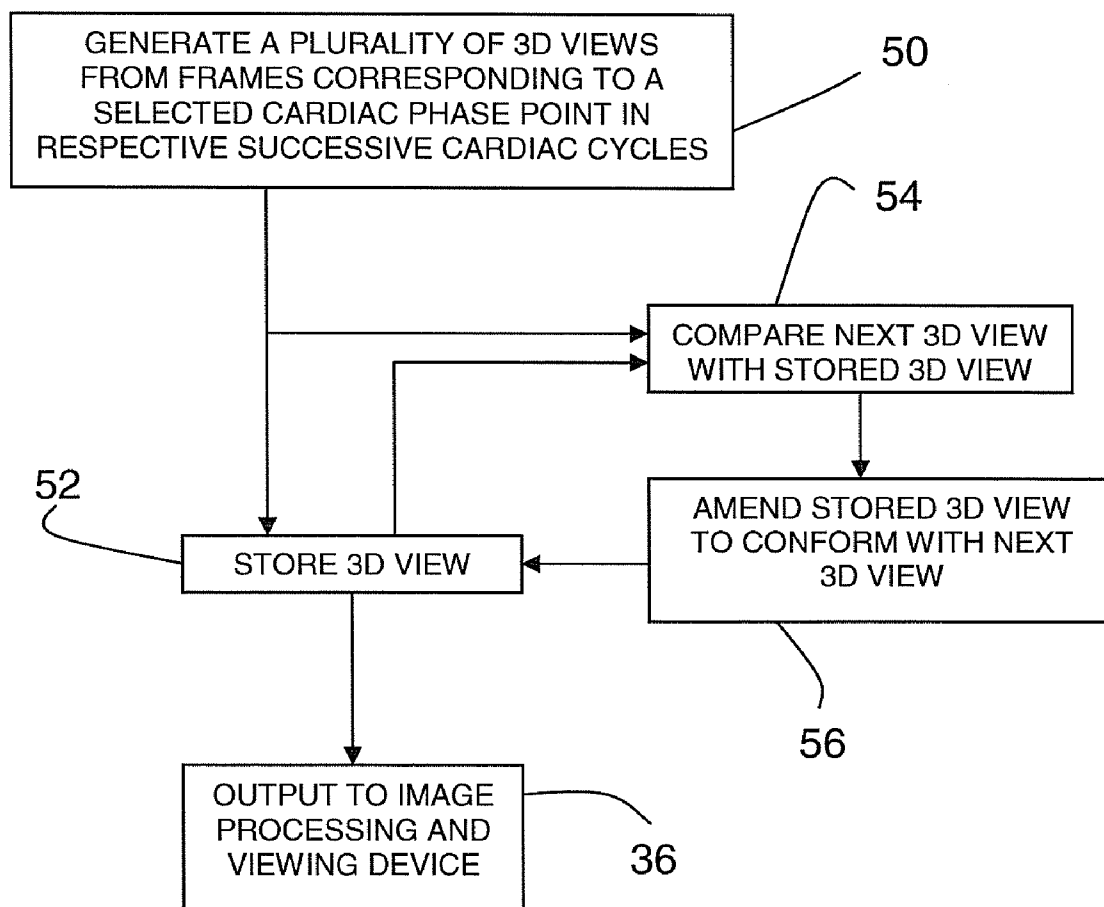 GENERATE A PLURALITY OF 3D VIEWS
FROM FRAMES CORRESPONDING TO A
SELECTED CARDIAC PHASE POINT IN
RESPECTIVE SUCCESSIVE CARDIAC CYCLES
50
54
COMPARE NEXT 3D VIEW
WITH STORED 3D VIEW
52
STORE 3D VIEW
AMEND STORED 3D VIEW
TO CONFORM WITH NEXT
3D VIEW
56
OUTPUT TO IMAGE
PROCESSING AND
VIEWING DEVICE
36